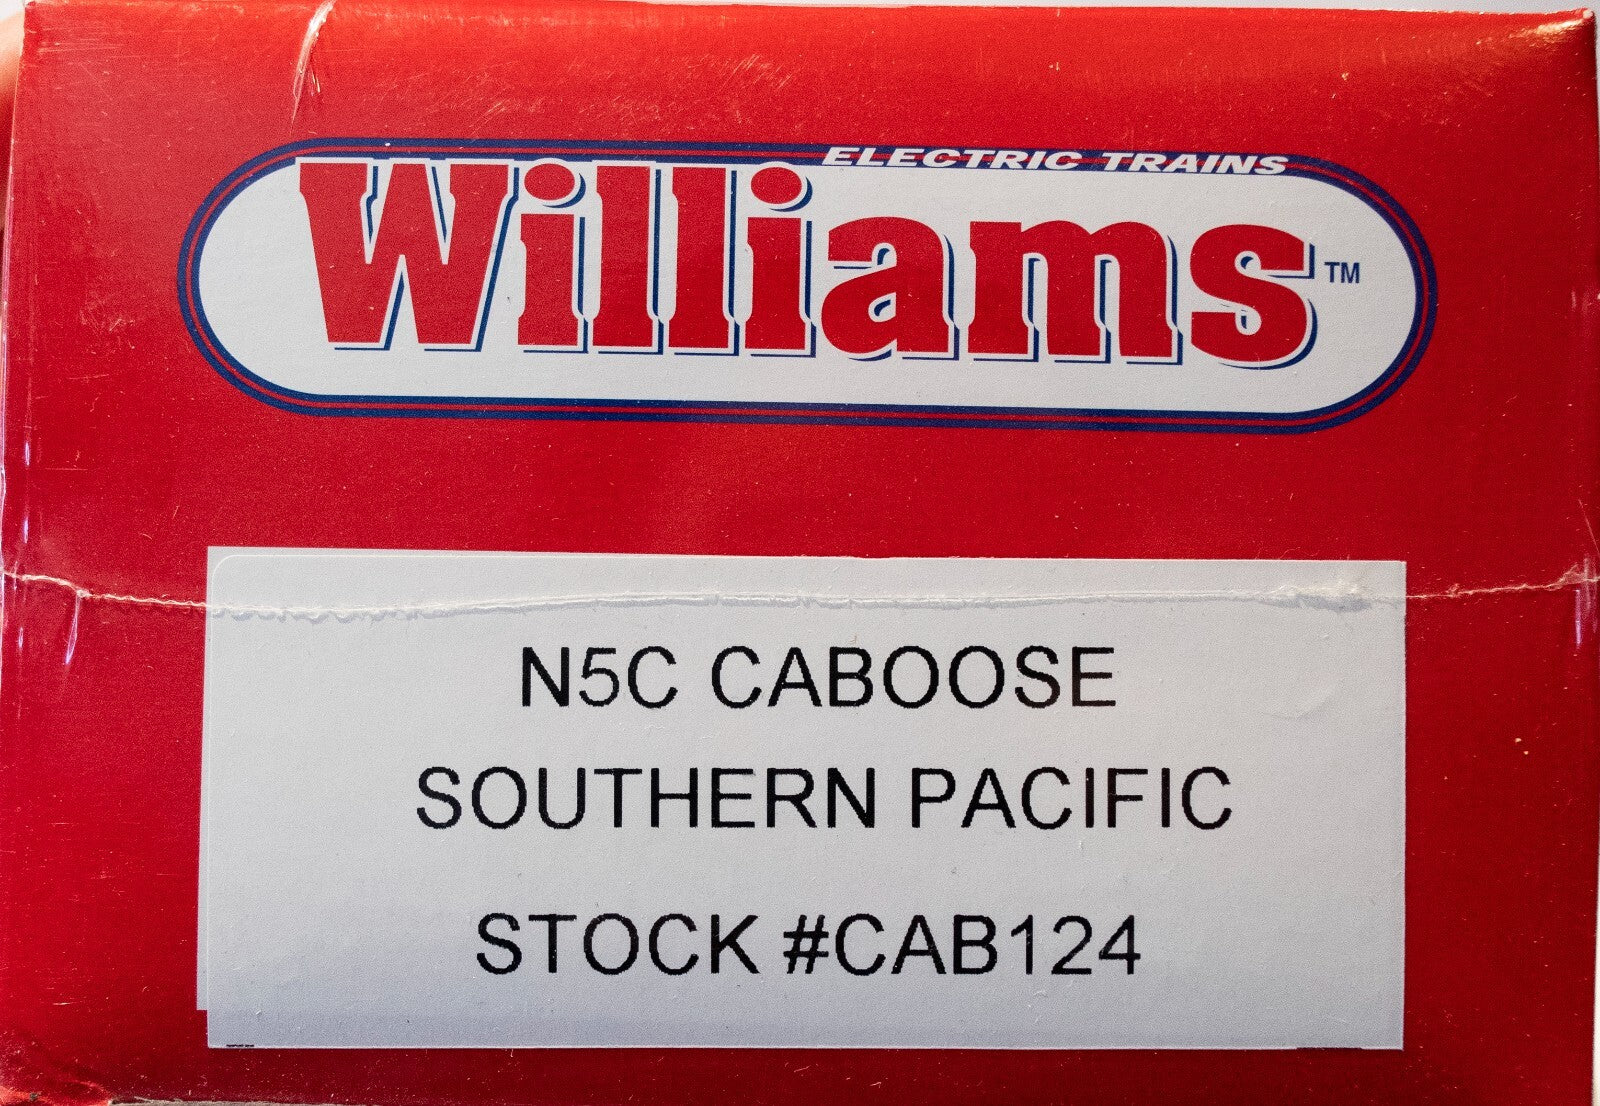 ELECTRIC TRAINS
Williams™
N5C CABOOSE
SOUTHERN PACIFIC
STOCK #CAB124